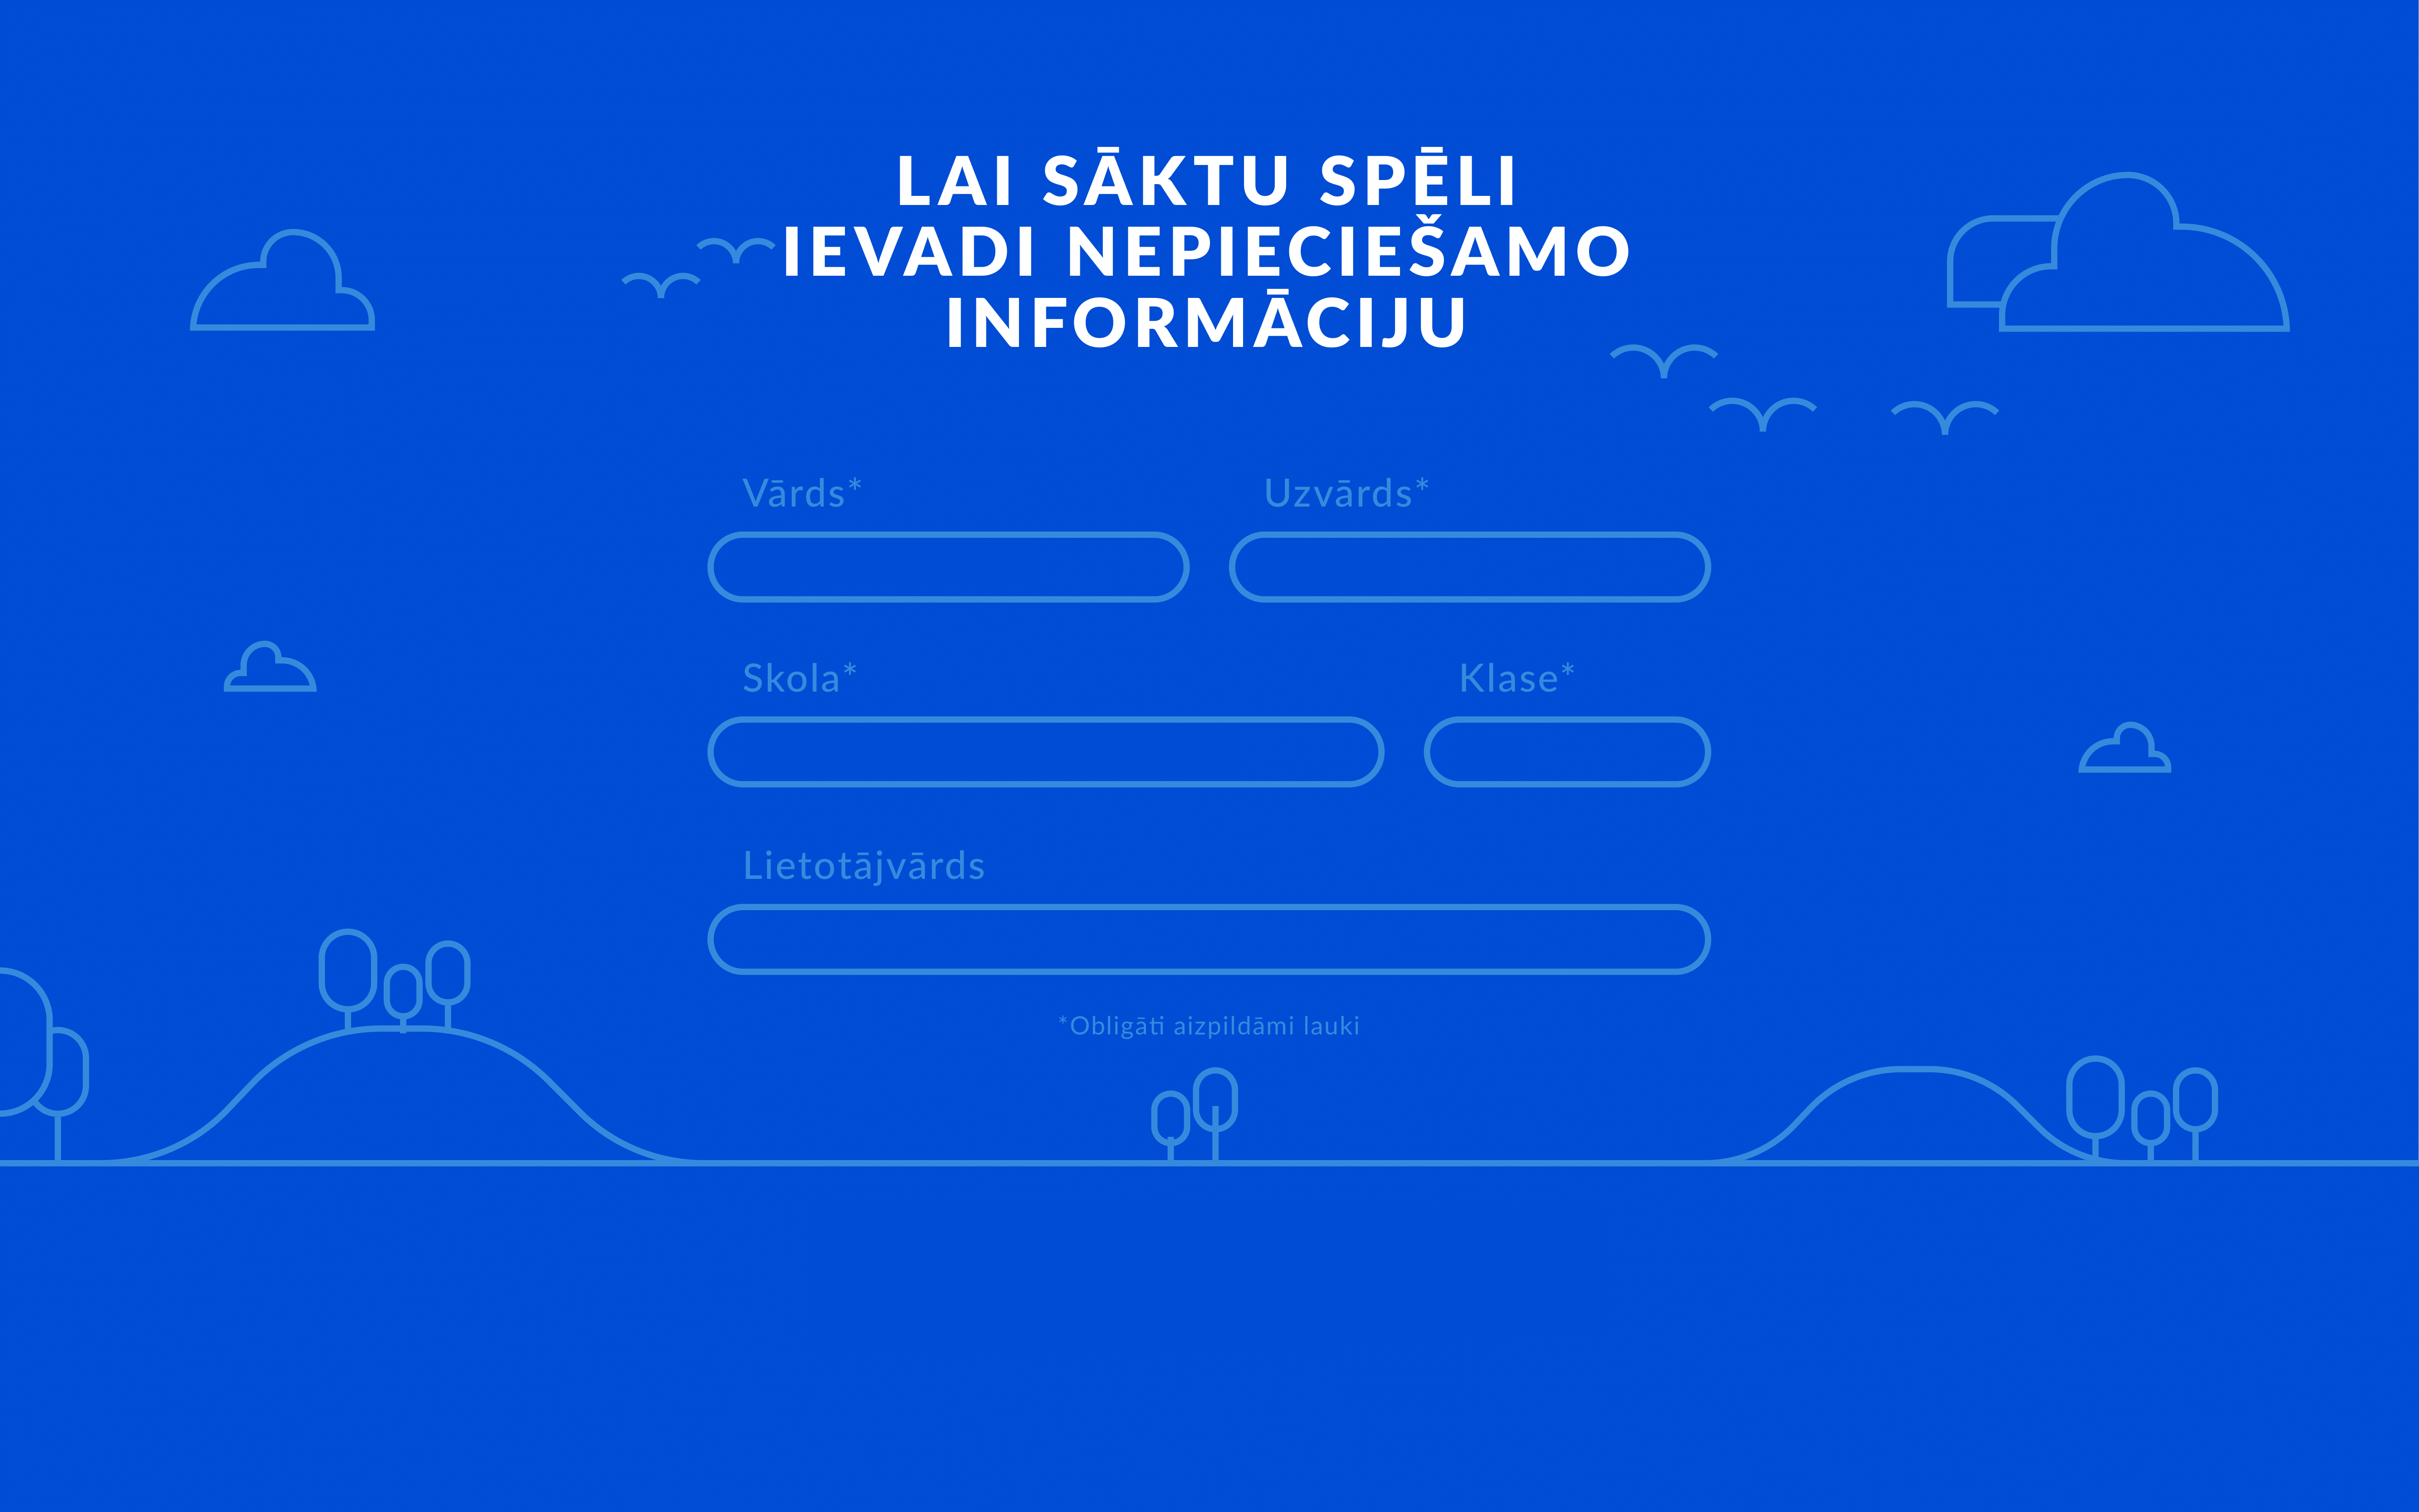 LAI SĀKTU SPĒLI
IEVADI NEPIECIEŠAMO
INFORMĀCIJU
Vārds*
Uzvārds*
Skola*
Klase*
Lietotājvārds
*Obligāti aizpildāmi lauki